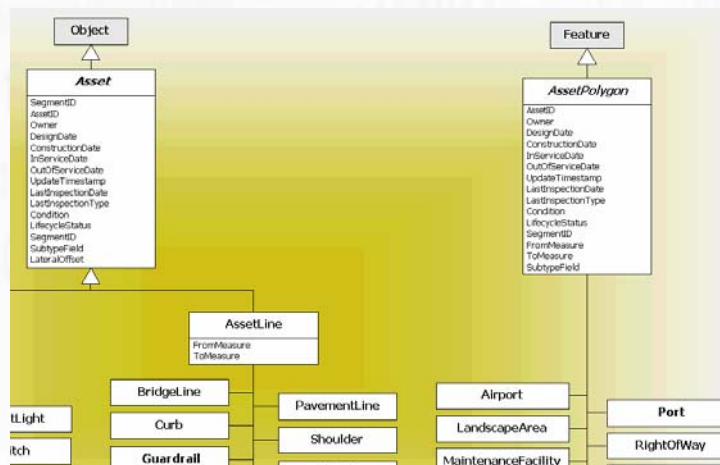 Object
Asset
SegmentID
AssetID
Owner
DesignDate
ConstructionDate
InServiceDate
OutOfServiceDate
UpdateTimestamp
LastInspectionDate
LastInspectionType
Condition
LifecycleStatus
SegmentID
SubtypeField
LateralOffset
AssetLine
FromMeasure
ToMeasure
BridgeLine
Curb
Guardrail
PavementLine
Shoulder
tLight
itch
Feature
AssetPolygon
AssetID
Owner
DesignDate
ConstructionDate
InServiceDate
OutOfServiceDate
UpdateTimestamp
LastInspectionDate
LastInspectionType
Condition
LifecycleStatus
SegmentID
FromMeasure
ToMeasure
SubtypeField
Airport
LandscapeArea
MaintenanceFacility
Port
RightOfWay